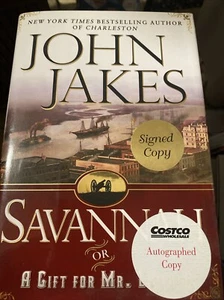 NEW YORK TIMES BESTSELLING AUTHOR
OF CHARLESTON
JOHN
JAKES
Signed
Copy
SAVANNAH
OR
A GIFT FOR MR.
COSTCO
WHOLESALE
Autographed
Copy